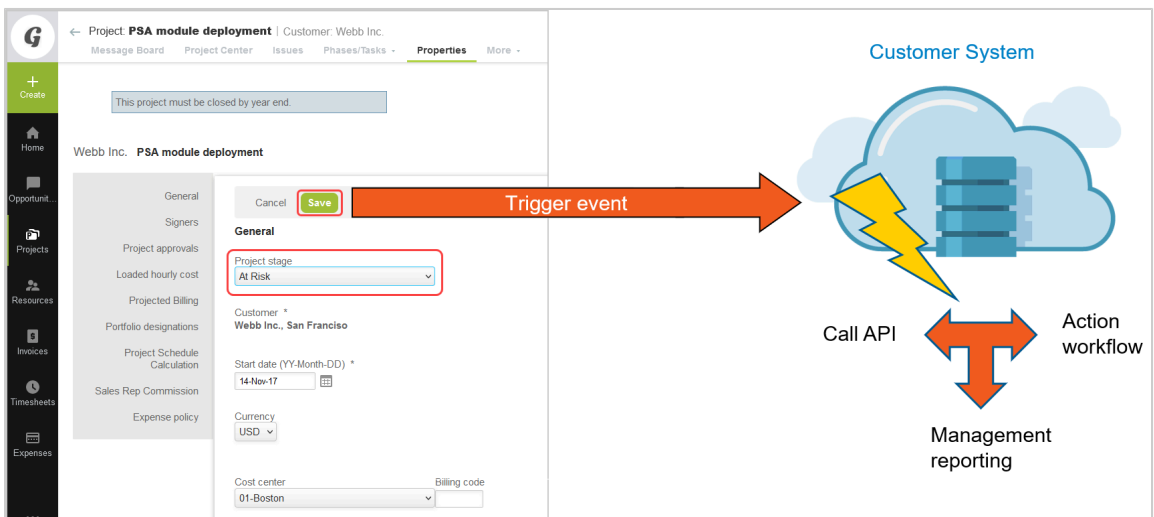 G
← Project: PSA module deployment | Customer: Webb Inc.
Message Board Project Center Issues Phases/Tasks - Properties More -
+
Create
This project must be closed by year end.
Home
Webb Inc. PSA module deployment
Opportunit...
Projects
Resources
Invoices
Timesheets
Expenses
General
Signers
Project approvals
Loaded hourly cost
Projected Billing
Portfolio designations
Project Schedule
Calculation
Sales Rep Commission
Expense policy
Cancel Save
General
Project stage
At Risk
Customer *
Webb Inc., San Franciso
Start date (YY-Month-DD) *
14-Nov-17
Currency
USD
Cost center Billing code
01-Boston
Trigger event
Customer System
Call API
Action
workflow
Management
reporting